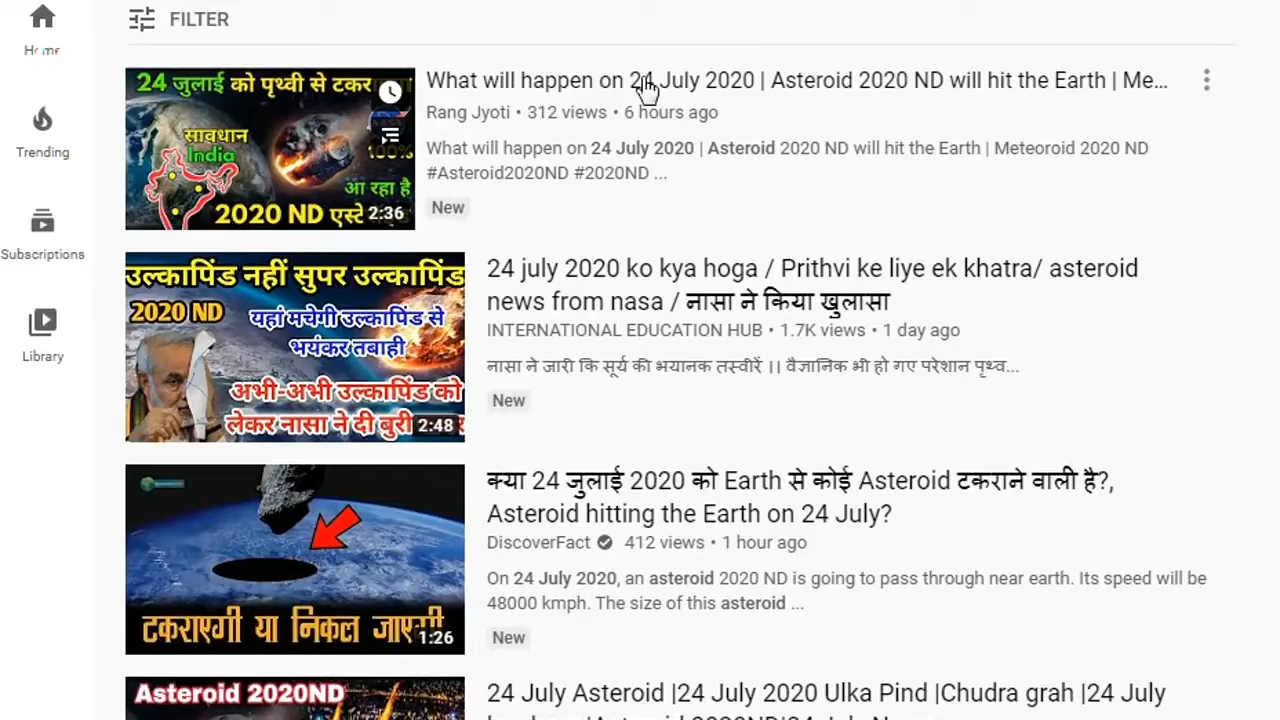 Home
Trending
Subscriptions
Library
FILTER
24 जुलाई को पृथ्वी से टकर
सावधान
India
100%
आ रहा है
2020 ND एस्टे
2:36
What will happen on 24 July 2020 | Asteroid 2020 ND will hit the Earth | Me...
Rang Jyoti • 312 views • 6 hours ago
What will happen on 24 July 2020 | Asteroid 2020 ND will hit the Earth | Meteoroid 2020 ND
#Asteroid2020ND #2020ND ...
New
उल्कापिंड नहीं सुपर उल्कापिंड
2020 ND
यहां मचेगी उल्कापिंड से
भयंकर तबाही
अभी-अभी उल्कापिंड को
लेकर नासा ने दी बुरी
2:48
24 july 2020 ko kya hoga / Prithvi ke liye ek khatra/ asteroid
news from nasa / नासा ने किया खुलासा
INTERNATIONAL EDUCATION HUB • 1.7K views • 1 day ago
नासा ने जारी कि सूर्य की भयानक तस्वीरें ।। वैज्ञानिक भी हो गए परेशान पृथ्व...
New
टकराएगी या निकल जाएगी
1:26
क्या 24 जुलाई 2020 को Earth से कोई Asteroid टकराने वाली है?,
Asteroid hitting the Earth on 24 July?
DiscoverFact 412 views • 1 hour ago
On 24 July 2020, an asteroid 2020 ND is going to pass through near earth. Its speed will be
48000 kmph. The size of this asteroid ...
New
Asteroid 2020ND
24 July Asteroid |24 July 2020 Ulka Pind |Chudra grah |24 July